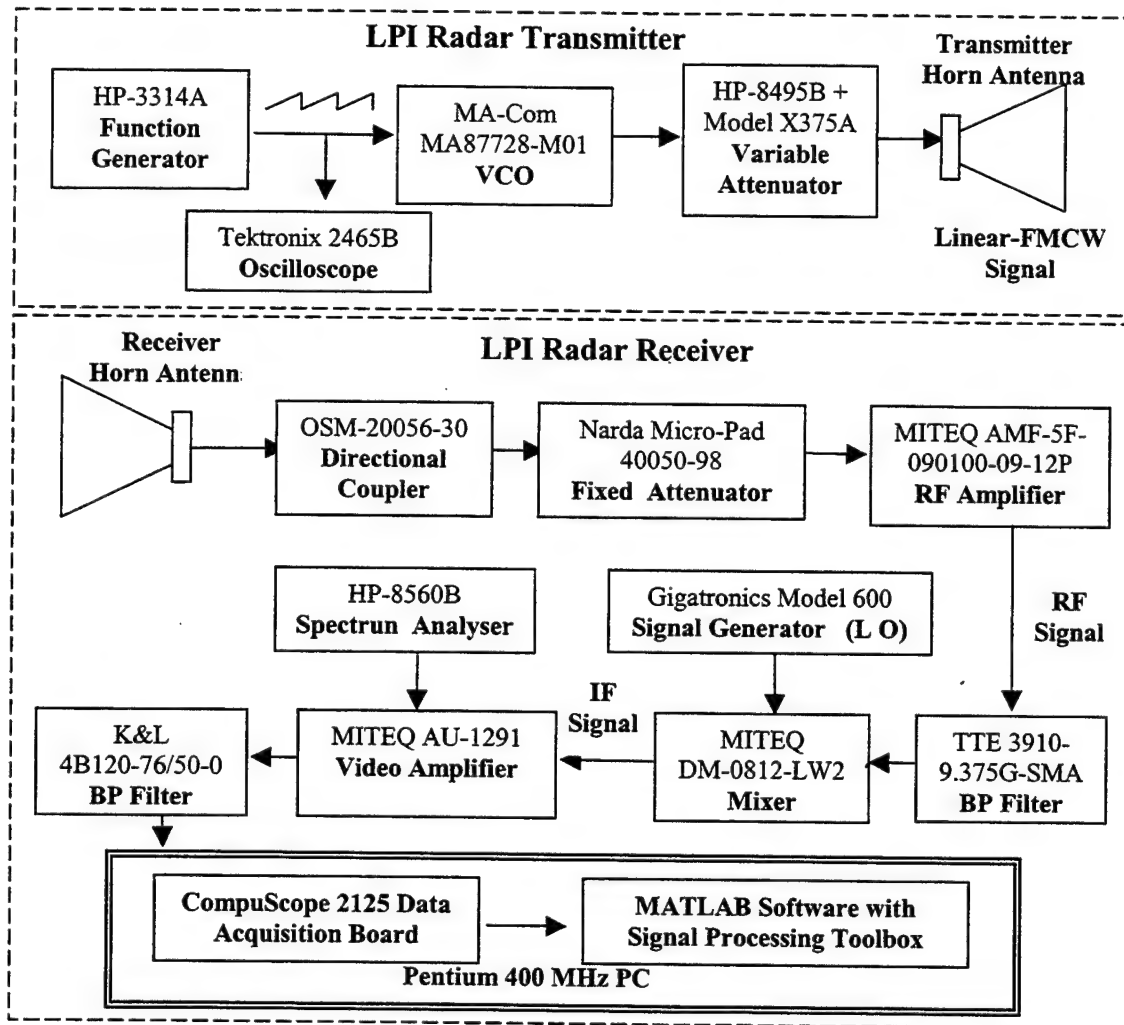 LPI Radar Transmitter
Transmitter
Horn Antenna
HP-3314A
Function
Generator
MA-Com
MA87728-M01
VCO
HP-8495B +
Model X375A
Variable
Attenuator
Tektronix 2465B
Oscilloscope
Linear-FMCW
Signal
Receiver
Horn Antenn
LPI Radar Receiver
OSM-20056-30
Directional
Coupler
Narda Micro-Pad
40050-98
Fixed Attenuator
MITEQ AMF-5F-
090100-09-12P
RF Amplifier
HP-8560B
Spectrun Analyser
Gigatronics Model 600
Signal Generator (L O)
RF
Signal
IF
Signal
K&L
4B120-76/50-0
BP Filter
MITEQ AU-1291
Video Amplifier
MITEQ
DM-0812-LW2
Mixer
TTE 3910-
9.375G-SMA
BP Filter
CompuScope 2125 Data
Acquisition Board
MATLAB Software with
Signal Processing Toolbox
Pentium 400 MHz PC